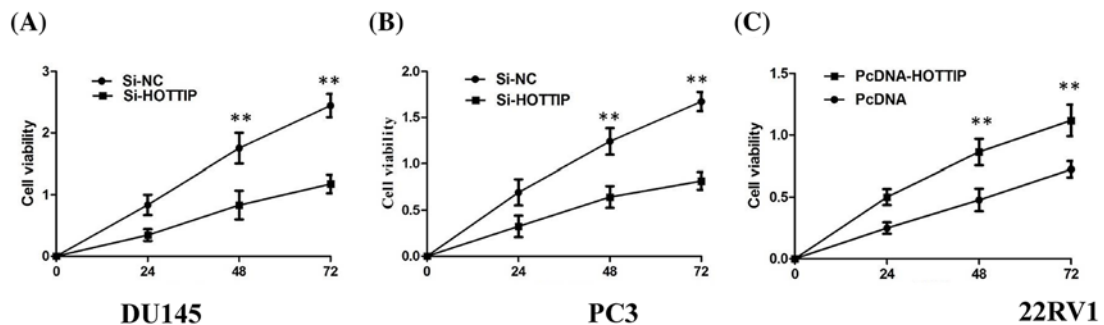 (A)
(B)
(C)
3
2
1
0
Cell viability
Si-NC
Si-HOTTIP
**
**
0 24 48 72
DU145
2.0
1.5
1.0
0.5
0.0
Cell viability
Si-NC
Si-HOTTIP
**
**
0 24 48 72
PC3
1.5
1.0
0.5
0.0
Cell viability
PcDNA-HOTTIP
PcDNA
**
**
0 24 48 72
22RV1